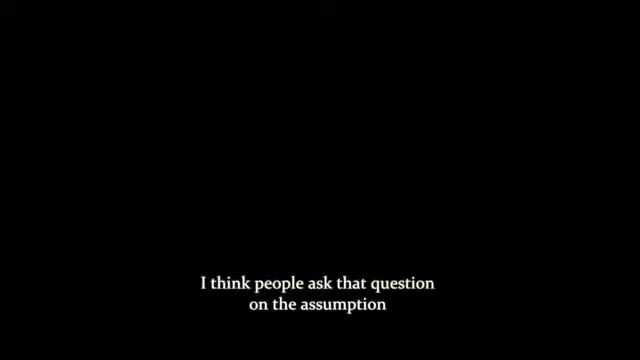 I think people ask that question
on the assumption